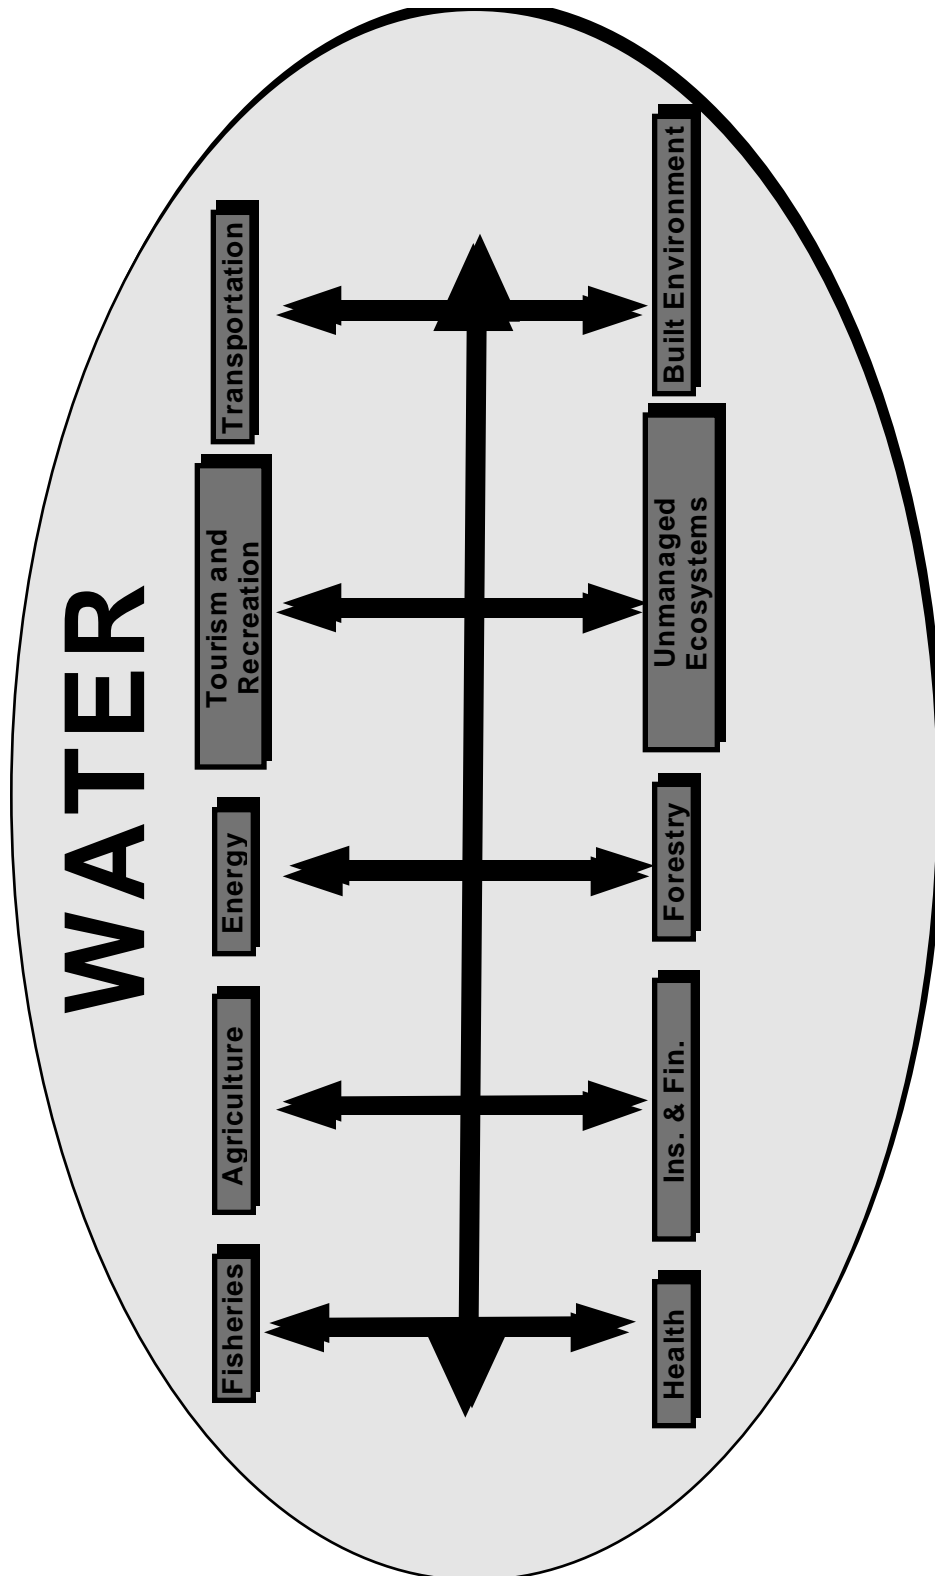 WATER
Fisheries
Agriculture
Energy
Tourism and
Recreation
Transportation
Health
Ins. & Fin.
Forestry
Unmanaged
Ecosystems
Built Environment